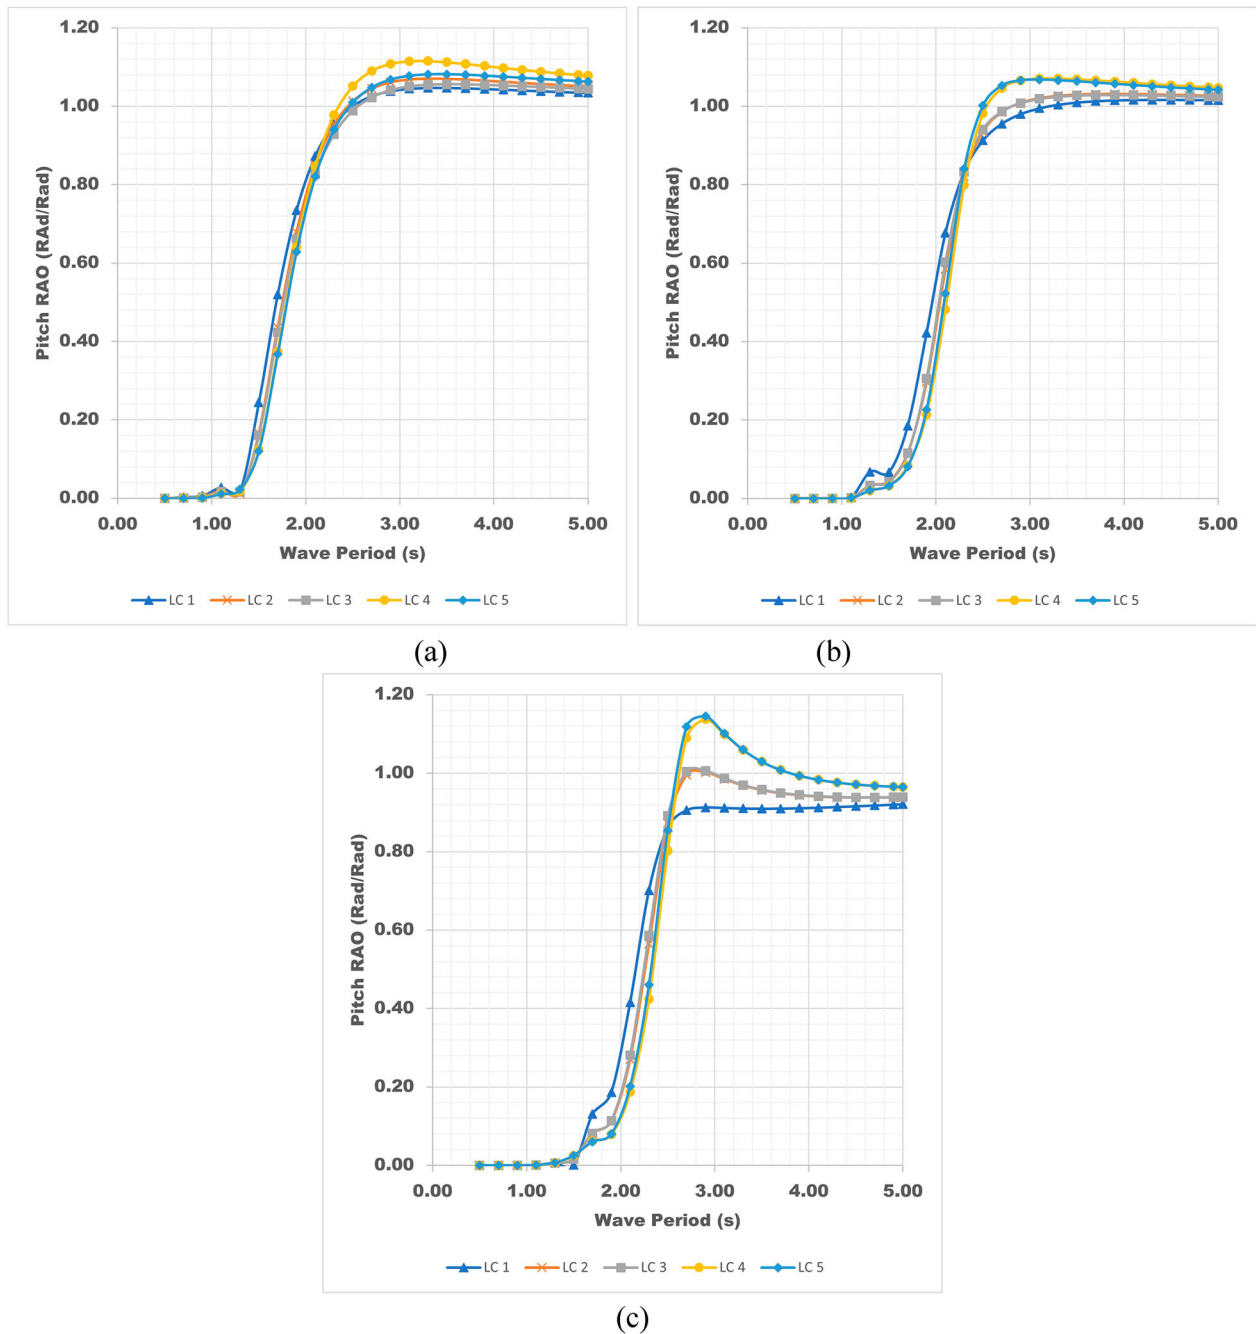 1.20
1.00
0.80
0.60
0.40
0.20
0.00
Pitch RAO (RAd/Rad)
0.00 1.00 2.00 3.00 4.00 5.00
Wave Period (s)
LC 1 LC 2 LC 3 LC 4 LC 5
(a)
1.20
1.00
0.80
0.60
0.40
0.20
0.00
Pitch RAO (Rad/Rad)
0.00 1.00 2.00 3.00 4.00 5.00
Wave Period (s)
LC 1 LC 2 LC 3 LC 4 LC 5
(b)
1.20
1.00
0.80
0.60
0.40
0.20
0.00
Pitch RAO (Rad/Rad)
0.00 1.00 2.00 3.00 4.00 5.00
Wave Period (s)
LC 1 LC 2 LC 3 LC 4 LC 5
(c)